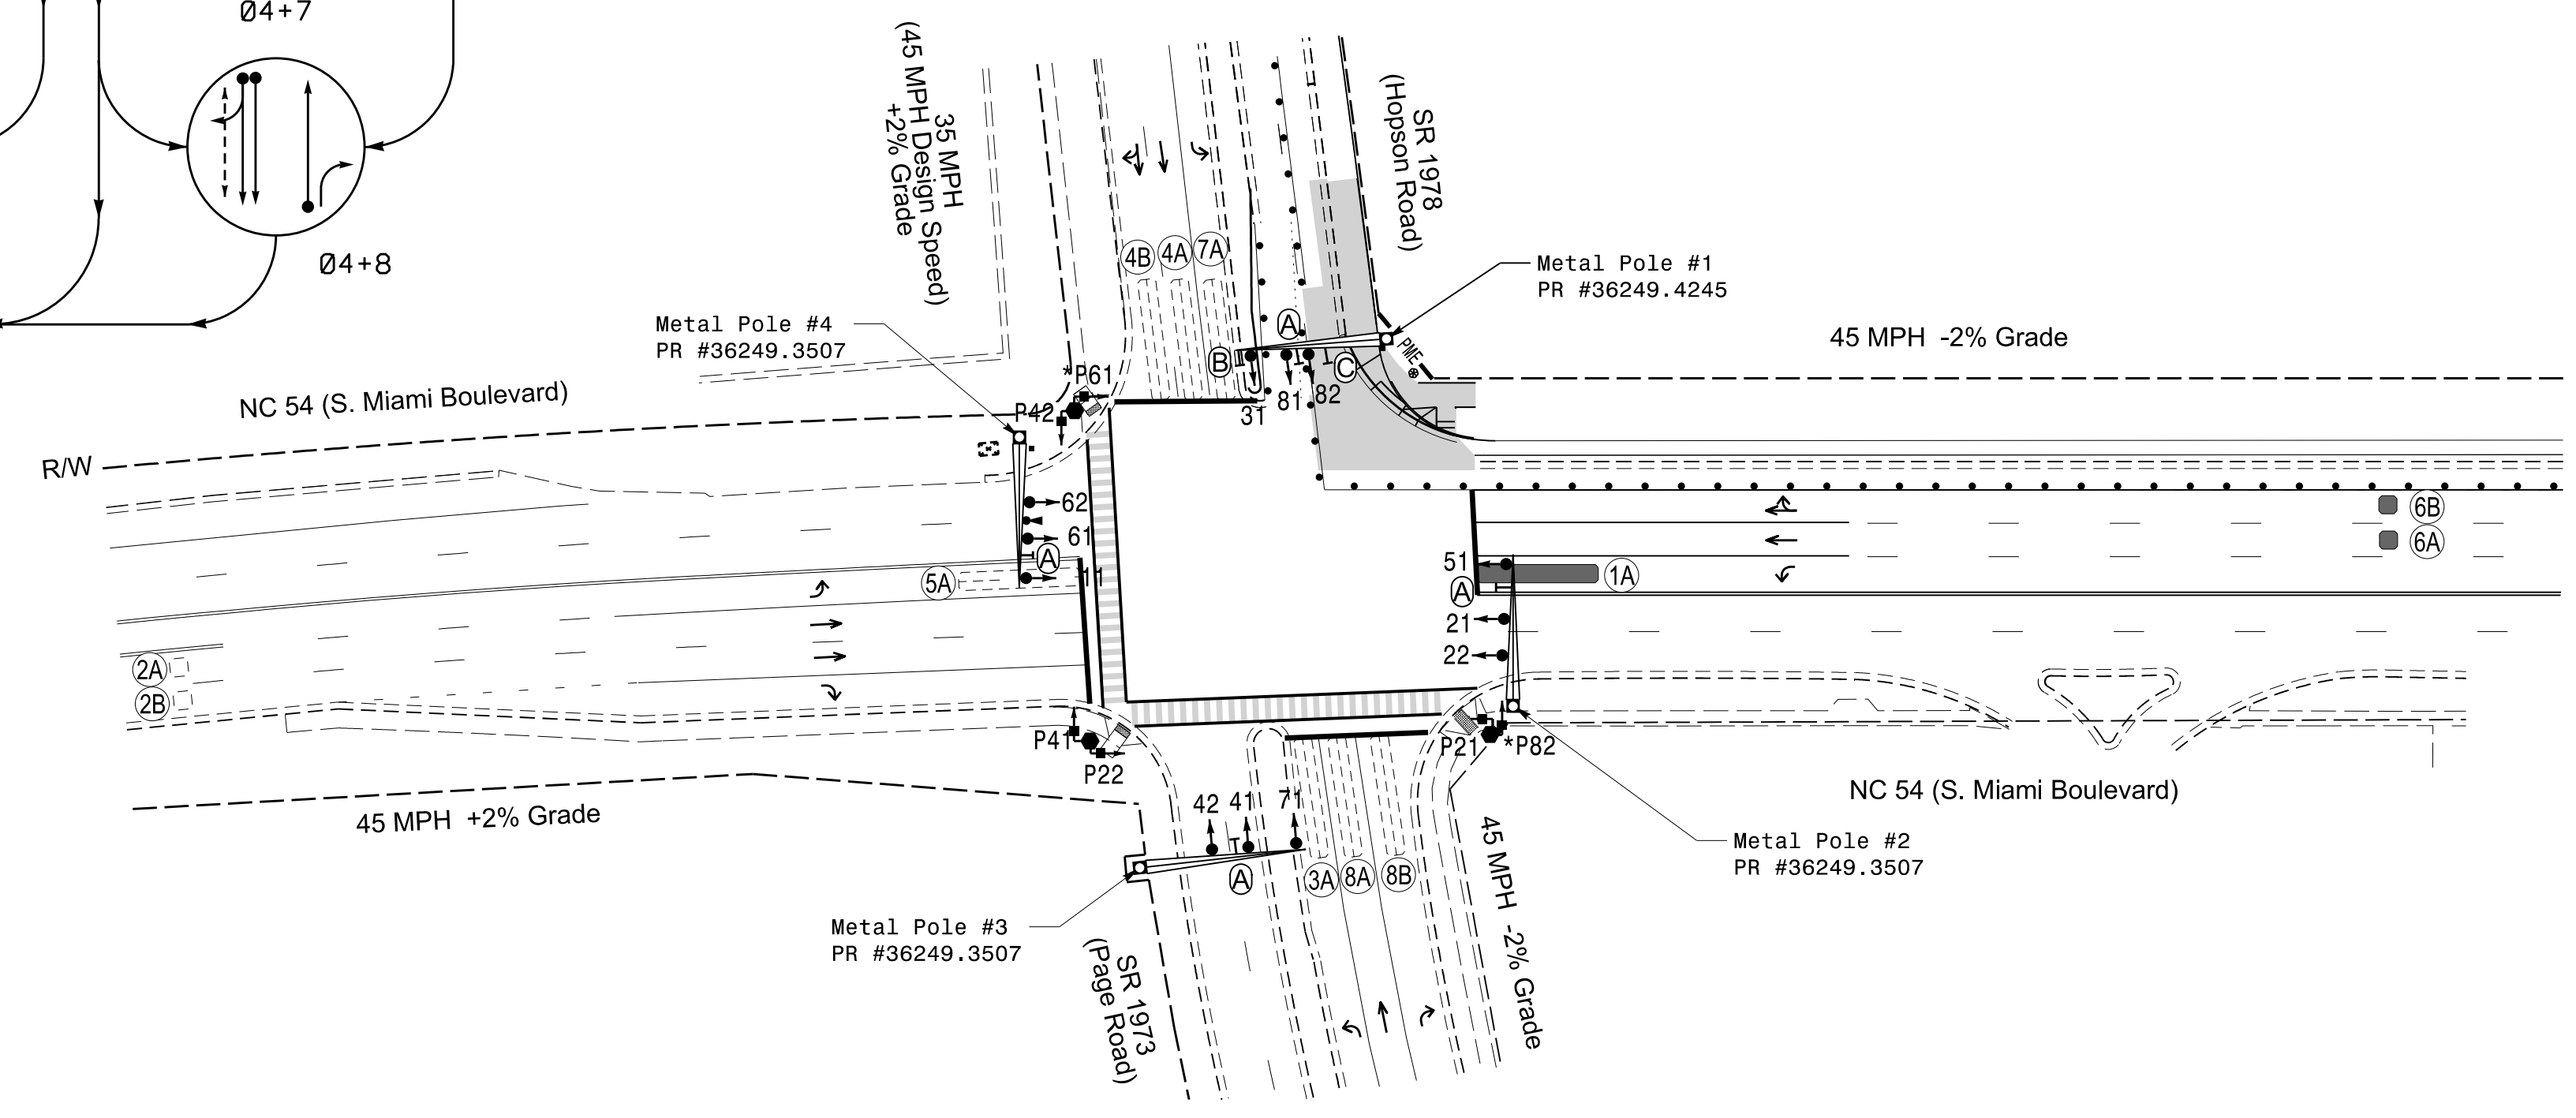 Ø4+7
Ø4+8
35 MPH
(45 MPH Design Speed)
+2% Grade
SR 1978
(Hopson Road)
4B
4A
7A
Metal Pole #1
PR #36249.4245
Metal Pole #4
PR #36249.3507
45 MPH -2% Grade
A
B
C
PME
31
81
82
*P61
P42
NC 54 (S. Miami Boulevard)
R/W
62
61
A
11
5A
51
A
1A
21
22
6B
6A
2A
2B
P41
P22
P21
*P82
45 MPH +2% Grade
42
41
71
A
3A
8A
8B
NC 54 (S. Miami Boulevard)
Metal Pole #2
PR #36249.3507
45 MPH -2% Grade
Metal Pole #3
PR #36249.3507
SR 1973
(Page Road)